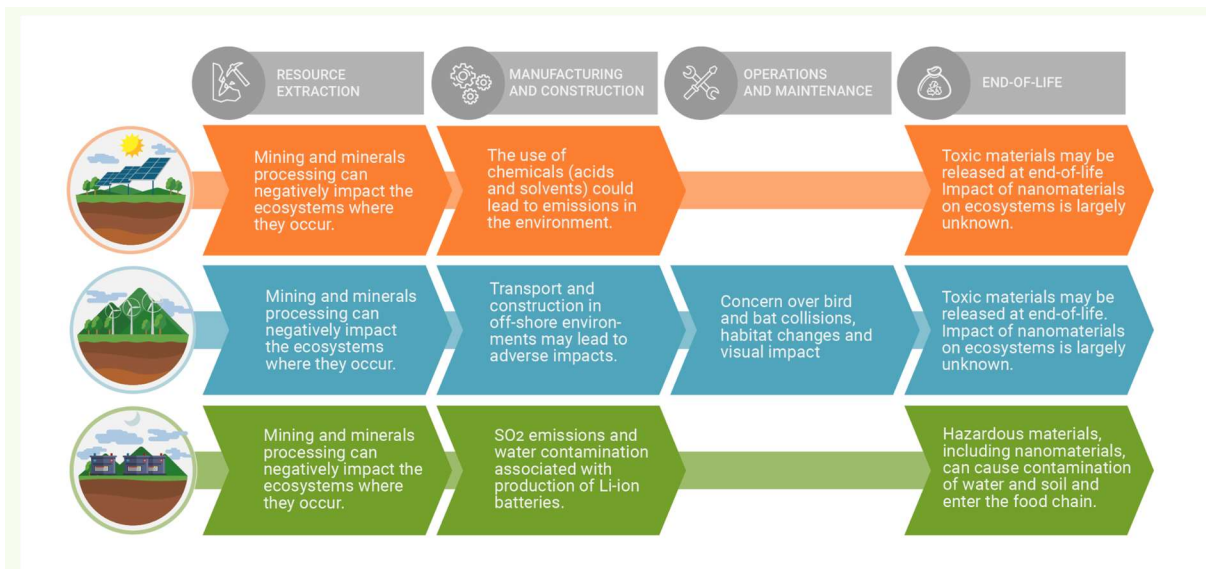 RESOURCE
EXTRACTION
MANUFACTURING
AND CONSTRUCTION
OPERATIONS
AND MAINTENANCE
END-OF-LIFE
Mining and minerals
processing can
negatively impact the
ecosystems where
they occur.
The use of
chemicals (acids
and solvents) could
lead to emissions in
the environment.
Toxic materials may be
released at end-of-life
Impact of nanomaterials
on ecosystems is largely
unknown.
Mining and minerals
processing can
negatively impact
the ecosystems
where they occur.
Transport and
construction in
off-shore environ-
ments may lead to
adverse impacts.
Concern over bird
and bat collisions,
habitat changes and
visual impact
Toxic materials may be
released at end-of-life.
Impact of nanomaterials
on ecosystems is largely
unknown.
Mining and minerals
processing can
negatively impact the
ecosystems where
they occur.
SO2 emissions and
water contamination
associated with
production of Li-ion
batteries.
Hazardous materials,
including nanomaterials,
can cause contamination
of water and soil and
enter the food chain.